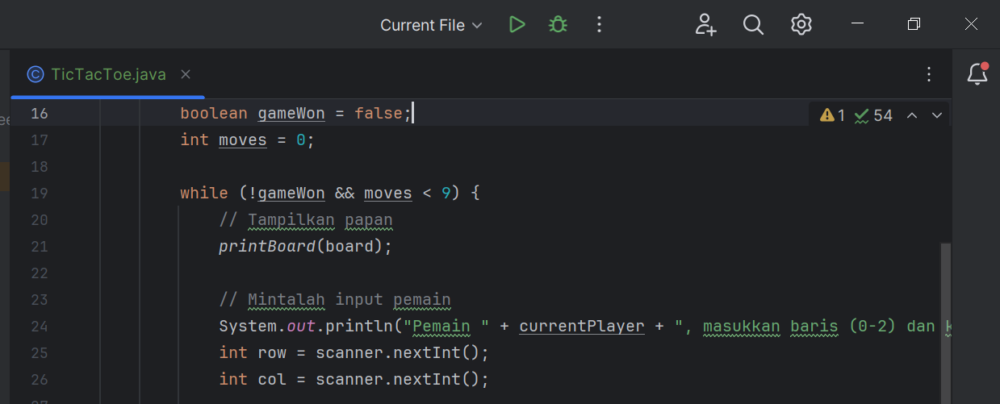 Current File
TicTacToe.java
1 54
16 boolean gameWon = false;
17 int moves = 0;
18
19 while (!gameWon && moves < 9) {
20 // Tampilkan papan
21 printBoard(board);
22
23 // Mintalah input pemain
24 System.out.println("Pemain " + currentPlayer + ", masukkan baris (0-2) dan
25 int row = scanner.nextInt();
26 int col = scanner.nextInt();